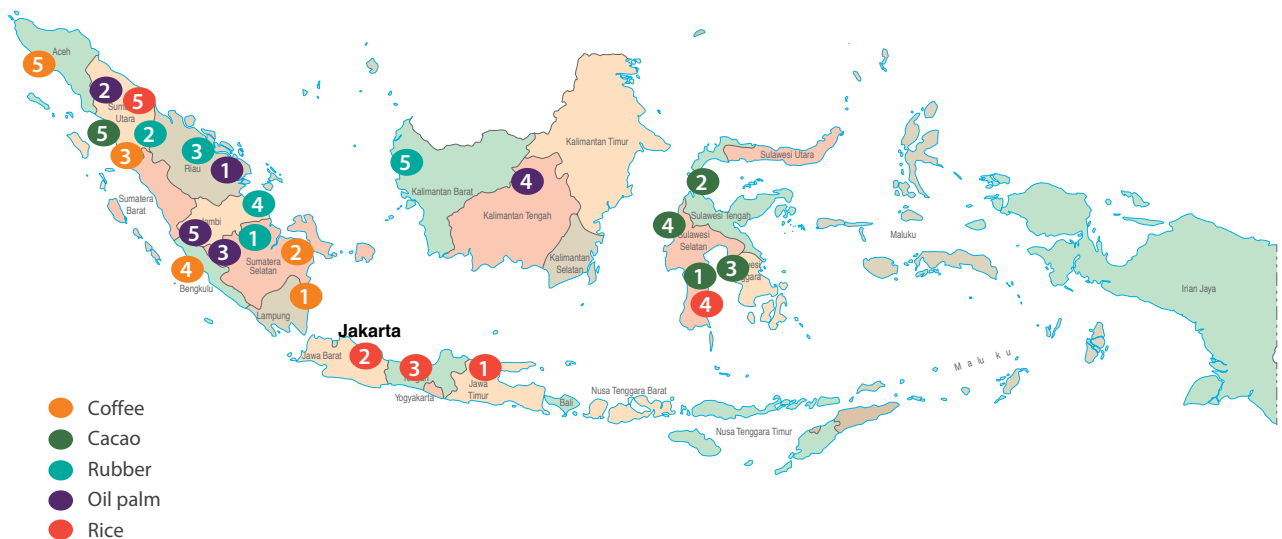 Aceh
5
2
5
Sumatera
Utara
5
2
3
3
Riau
1
Sumatera
Barat
4
Jambi
5
1
3
2
Sumatera
Selatan
4
Bengkulu
1
Lampung
Jakarta
Jawa Barat
2
3
Yogyakarta
1
Jawa
Timur
Bali
Nusa Tenggara Barat
Nusa Tenggara Timur
5
Kalimantan Barat
4
Kalimantan Tengah
Kalimantan Timur
Kalimantan
Selatan
Sulawesi Utara
2
Sulawesi Tengah
4
Sulawesi
Selatan
1
3
4
Maluku
Maluku
Irian Jaya
Coffee
Cacao
Rubber
Oil palm
Rice